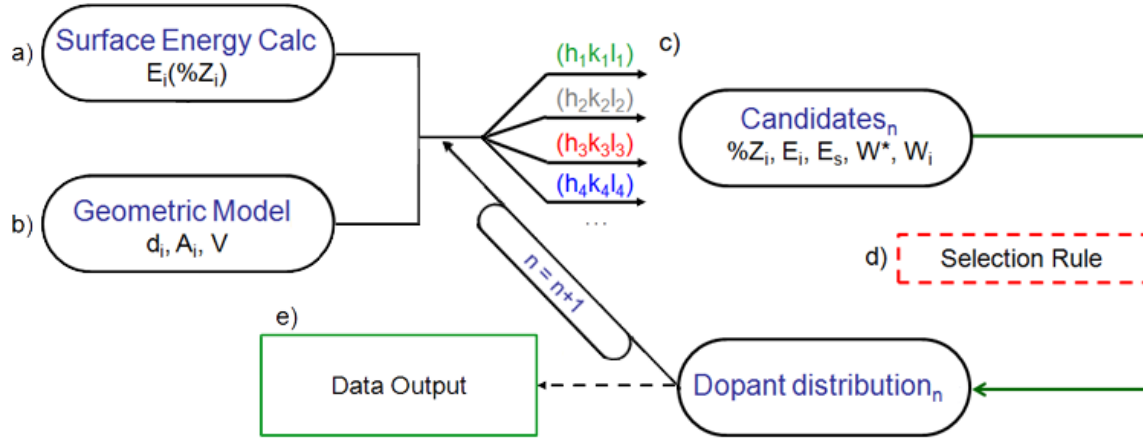 a)
Surface Energy Calc
Eᵢ(%Zᵢ)
b)
Geometric Model
dᵢ, Aᵢ, V
(h₁k₁l₁)
(h₂k₂l₂)
(h₃k₃l₃)
(h₄k₄l₄)
...
c)
Candidatesₙ
%Zᵢ, Eᵢ, Eₛ, W*, Wᵢ
d)
Selection Rule
n = n+1
e)
Data Output
Dopant distributionₙ